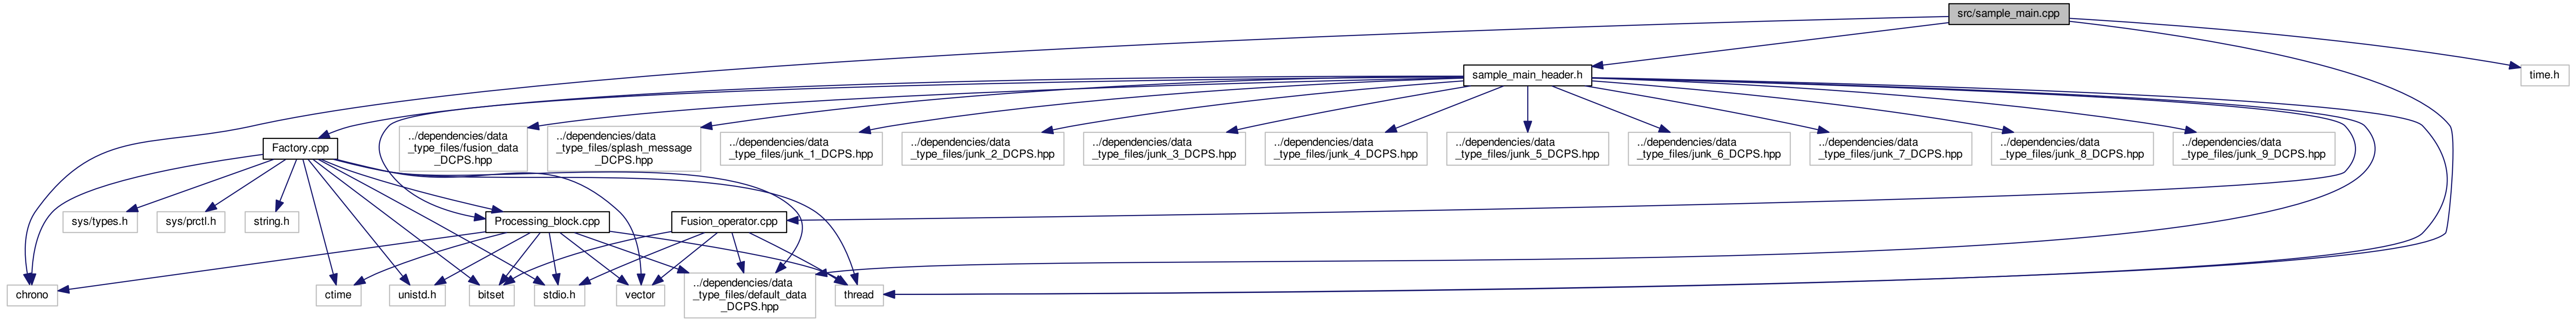 src/sample_main.cpp
sample_main_header.h
time.h
Factory.cpp
../dependencies/data
_type_files/fusion_data
_DCPS.hpp
../dependencies/data
_type_files/splash_message
_DCPS.hpp
../dependencies/data
_type_files/junk_1_DCPS.hpp
../dependencies/data
_type_files/junk_2_DCPS.hpp
../dependencies/data
_type_files/junk_3_DCPS.hpp
../dependencies/data
_type_files/junk_4_DCPS.hpp
../dependencies/data
_type_files/junk_5_DCPS.hpp
../dependencies/data
_type_files/junk_6_DCPS.hpp
../dependencies/data
_type_files/junk_7_DCPS.hpp
../dependencies/data
_type_files/junk_8_DCPS.hpp
../dependencies/data
_type_files/junk_9_DCPS.hpp
sys/types.h
sys/prctl.h
string.h
Processing_block.cpp
Fusion_operator.cpp
chrono
ctime
unistd.h
bitset
stdio.h
vector
../dependencies/data
_type_files/default_data
_DCPS.hpp
thread